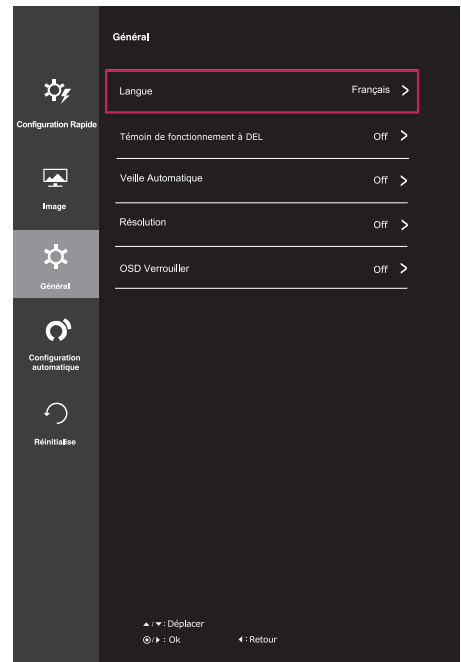 Général
Configuration Rapide
Image
Général
Configuration
automatique
Réinitialise
Langue Français
Témoin de fonctionnement à DEL Off
Veille Automatique Off
Résolution Off
OSD Verrouiller Off
▲/▼: Déplacer
◉/▶ : Ok ◀ : Retour